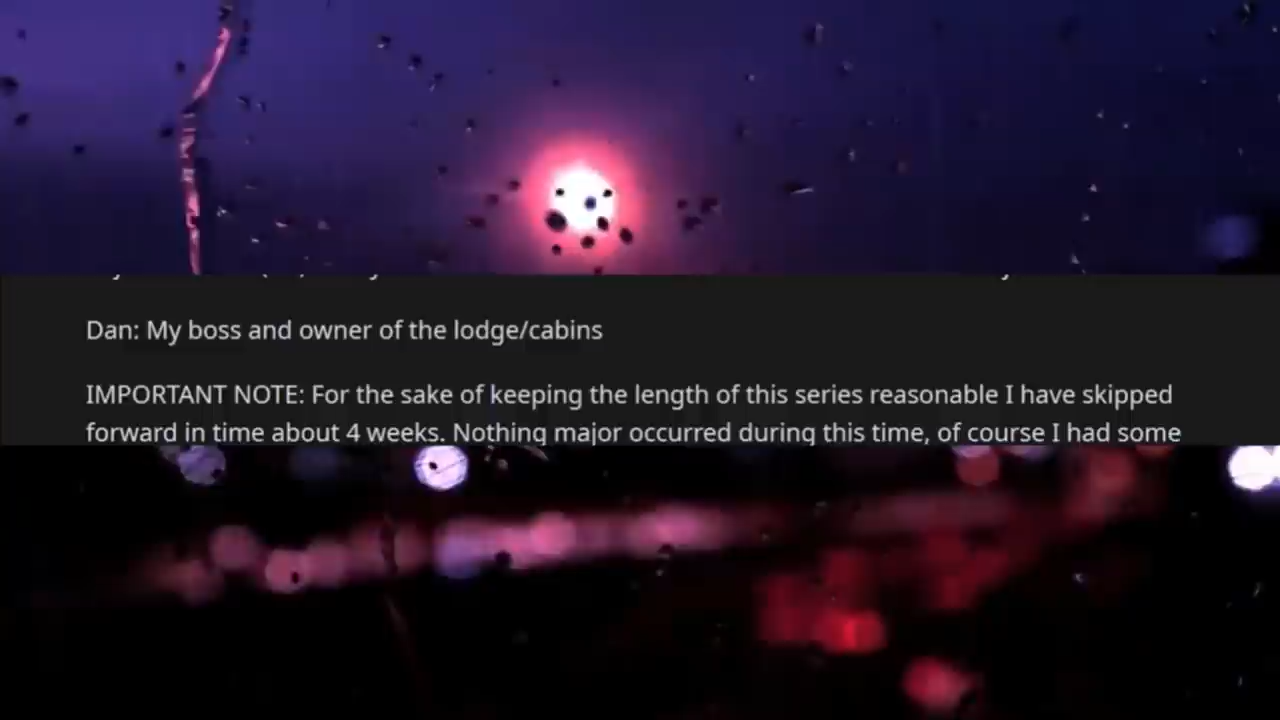 Dan: My boss and owner of the lodge/cabins
IMPORTANT NOTE: For the sake of keeping the length of this series reasonable I have skipped
forward in time about 4 weeks. Nothing major occurred during this time, of course I had some